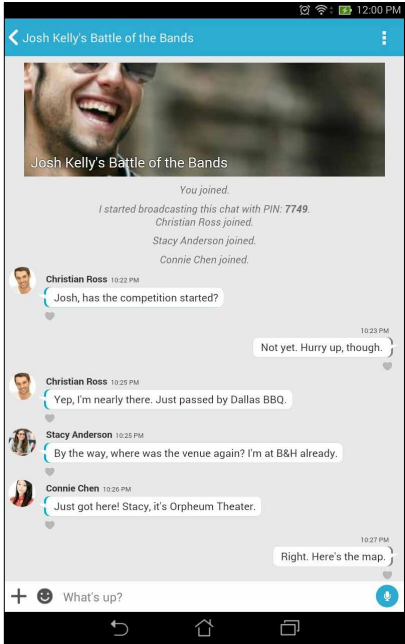 12:00 PM
Josh Kelly's Battle of the Bands
Josh Kelly's Battle of the Bands
You joined.
I started broadcasting this chat with PIN: 7749.
Christian Ross joined.
Stacy Anderson joined.
Connie Chen joined.
Christian Ross 10:22 PM
Josh, has the competition started?
10:23 PM
Not yet. Hurry up, though.
Christian Ross 10:25 PM
Yep, I'm nearly there. Just passed by Dallas BBQ.
Stacy Anderson 10:25 PM
By the way, where was the venue again? I'm at B&H already.
Connie Chen 10:26 PM
Just got here! Stacy, it's Orpheum Theater.
10:27 PM
Right. Here's the map.
What's up?